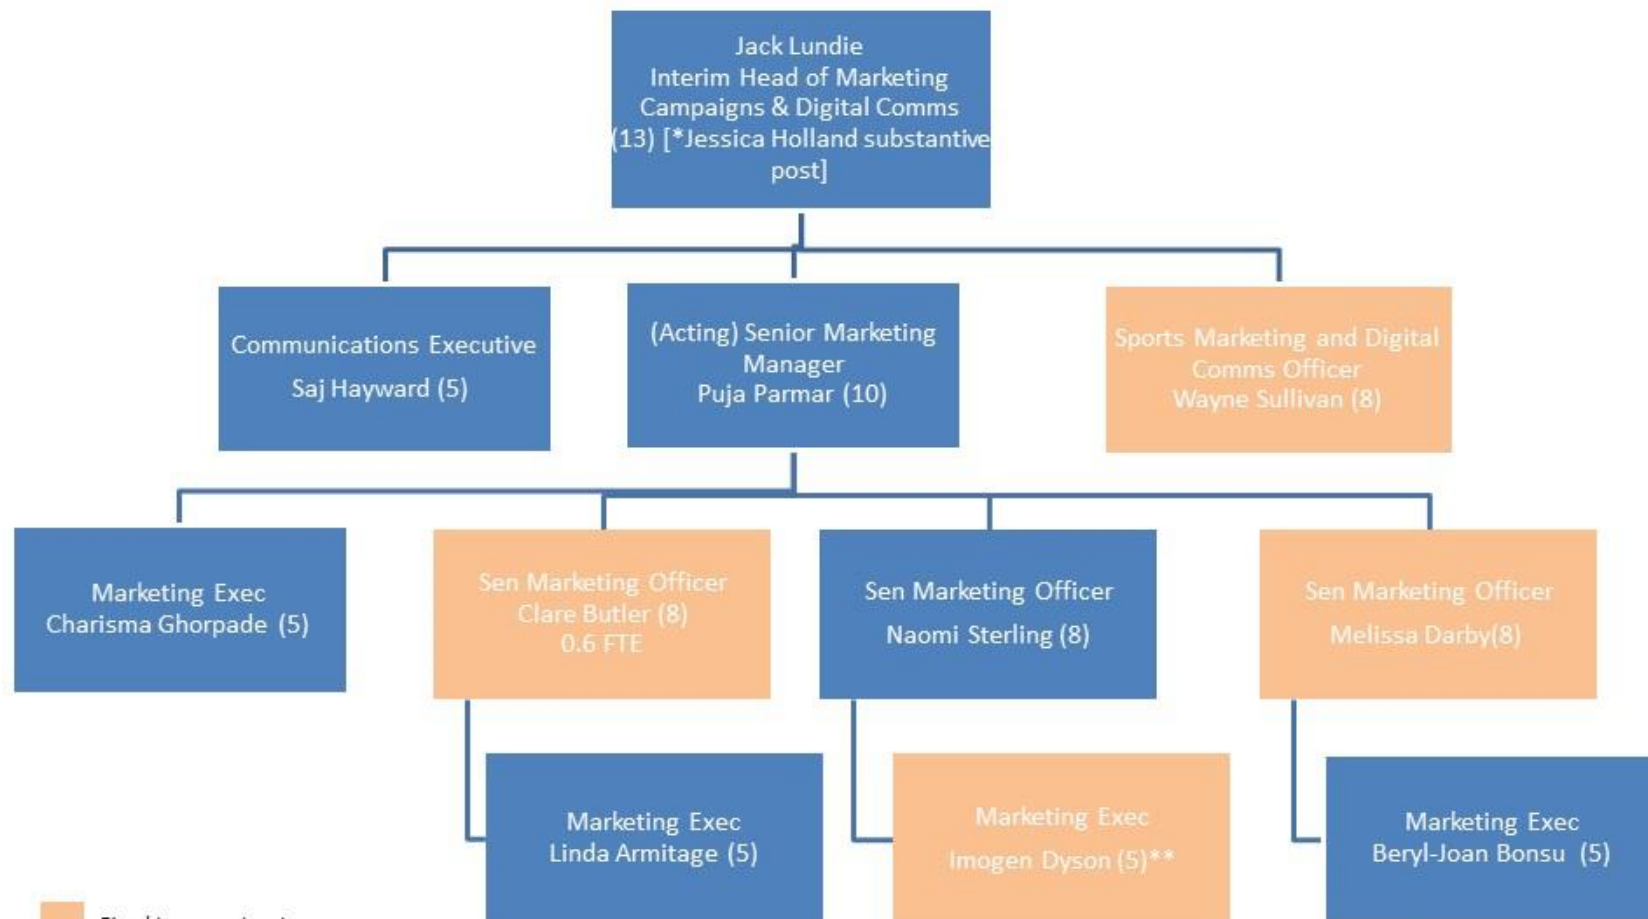 Jack Lundie
Interim Head of Marketing
Campaigns & Digital Comms
(13) [*Jessica Holland substantive
post]
Communications Executive
Saj Hayward (5)
(Acting) Senior Marketing
Manager
Puja Parmar (10)
Sports Marketing and Digital
Comms Officer
Wayne Sullivan (8)
Marketing Exec
Charisma Ghorpade (5)
Sen Marketing Officer
Clare Butler (8)
0.6 FTE
Sen Marketing Officer
Naomi Sterling (8)
Sen Marketing Officer
Melissa Darby(8)
Marketing Exec
Linda Armitage (5)
Marketing Exec
Imogen Dyson (5)**
Marketing Exec
Beryl-Joan Bonsu (5)